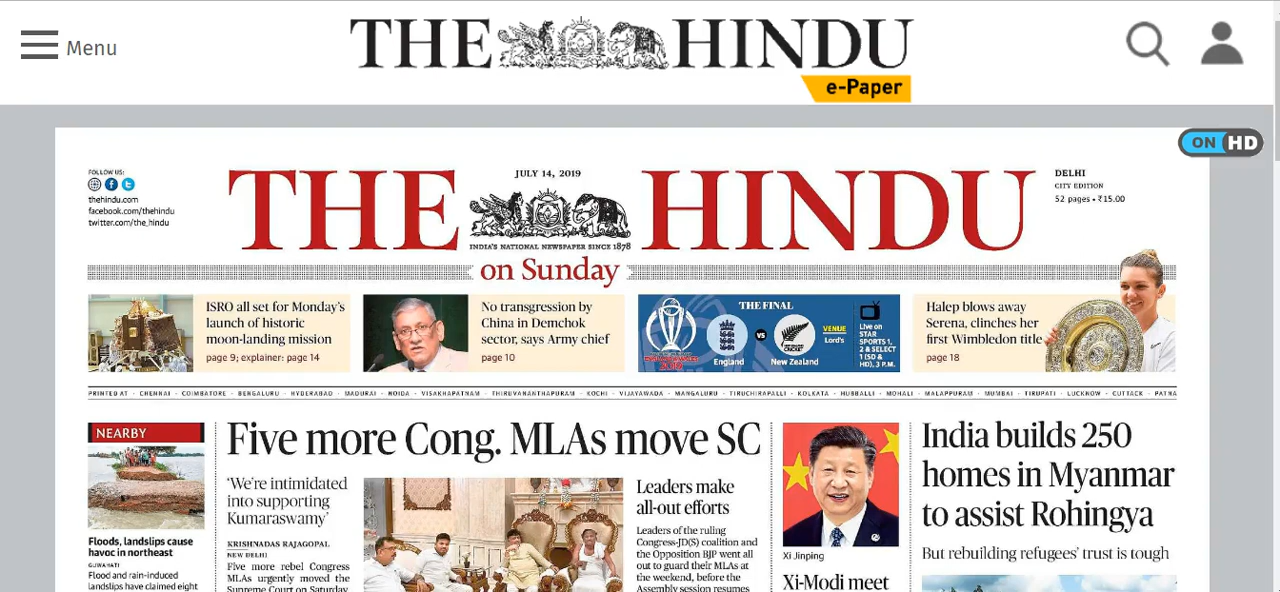 Menu
THE HINDU
e-Paper
ON HD
FOLLOW US:
thehindu.com
facebook.com/thehindu
twitter.com/the_hindu
JULY 14, 2019
THE HINDU
INDIA'S NATIONAL NEWSPAPER SINCE 1878
on Sunday
DELHI
CITY EDITION
52 pages • ₹15.00
ISRO all set for Monday's
launch of historic
moon-landing mission
page 9; explainer: page 14
No transgression by
China in Demchok
sector, says Army chief
page 10
THE FINAL
England
VS
New Zealand
VENUE
Lord's
Live on
STAR
SPORTS 1,
2 & SELECT
1 (SD &
HD), 3 P.M.
Halep blows away
Serena, clinches her
first Wimbledon title
page 18
PRINTED AT · CHENNAI · COIMBATORE · BENGALURU · HYDERABAD · MADURAI · NOIDA · VISAKHAPATNAM · THIRUVANANTHAPURAM · KOCHI · VIJAYAWADA · MANGALURU · TIRUCHIRAPALLI · KOLKATA · HUBBALLI · MOHALI · MALAPPURAM · MUMBAI · TIRUPATI · LUCKNOW · CUTTACK · PATNA
NEARBY
Floods, landslips cause
havoc in northeast
GUWAHATI
Flood and rain-induced
landslips have claimed eight
Five more Cong. MLAs move SC
'We're intimidated
into supporting
Kumaraswamy'
KRISHNADAS RAJAGOPAL
NEW DELHI
Five more rebel Congress
MLAs urgently moved the
Supreme Court on Saturday,
Leaders make
all-out efforts
Leaders of the ruling
Congress-JD(S) coalition and
the Opposition BJP went all
out to guard their MLAs at
the weekend, before the
Assembly session resumes
Xi Jinping
Xi-Modi meet
India builds 250
homes in Myanmar
to assist Rohingya
But rebuilding refugees' trust is tough